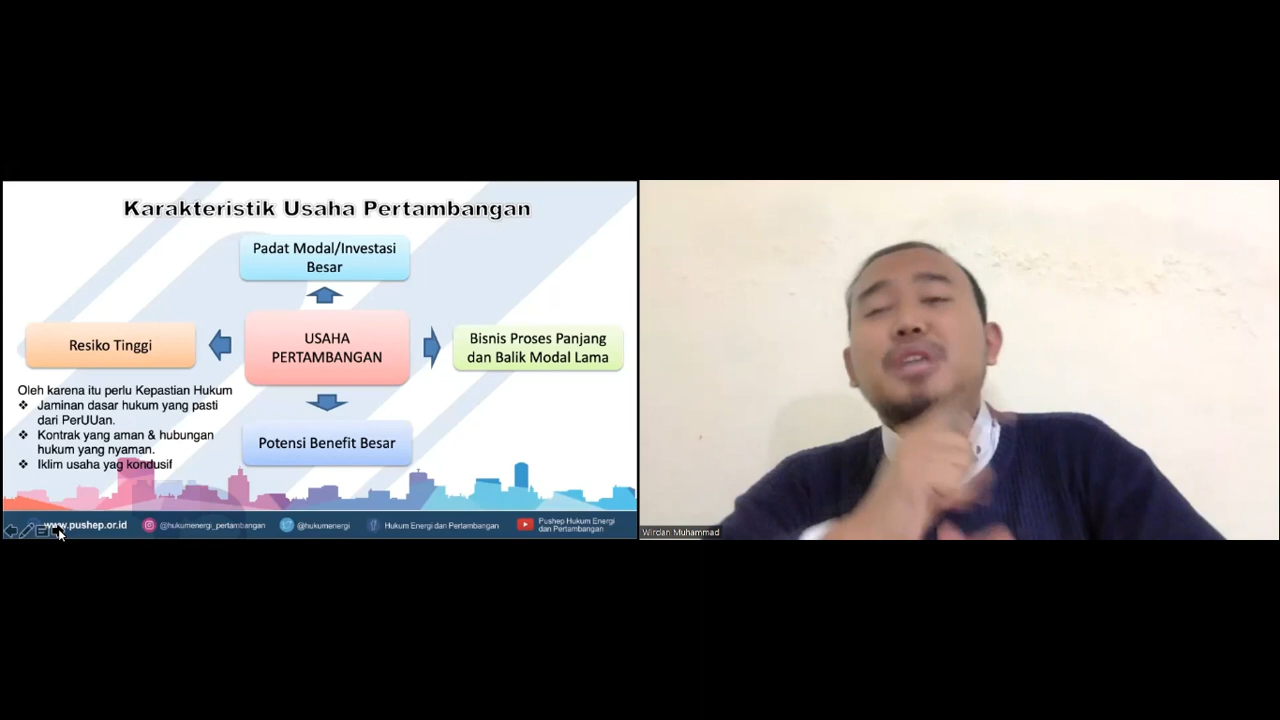 Karakteristik Usaha Pertambangan
Padat Modal/Investasi
Besar
Resiko Tinggi
USAHA
PERTAMBANGAN
Bisnis Proses Panjang
dan Balik Modal Lama
Oleh karena itu perlu Kepastian Hukum
❖ Jaminan dasar hukum yang pasti
dari PerUUan.
❖ Kontrak yang aman & hubungan
hukum yang nyaman.
❖ Iklim usaha yag kondusif
Potensi Benefit Besar
www.pushep.or.id
@hukumenergi_pertambangan
@hukumenergi
Hukum Energi dan Pertambangan
Pushep Hukum Energi
dan Pertambangan
Wirdan Muhammad